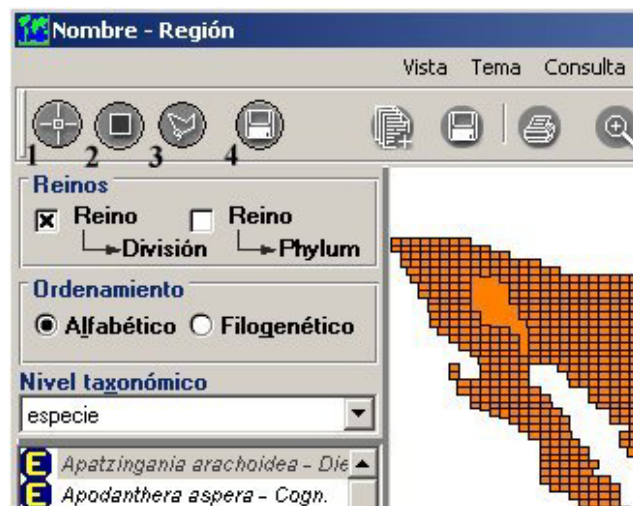 Nombre - Región
Vista Tema Consulta
1 2 3 4
Reinos
Reino Reino
División Phylum
Ordenamiento
Alfabético Filogenético
Nivel taxonómico
especie
E Apatzingania arachoidea - Die
E Apodanthera aspera - Cogn.